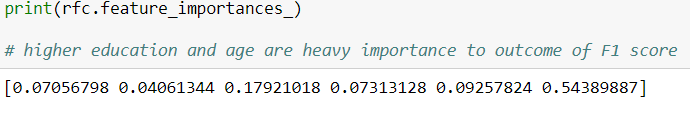 print(rfc.feature_importances_)
# higher education and age are heavy importance to outcome of F1 score
[0.07056798 0.04061344 0.17921018 0.07313128 0.09257824 0.54389887]